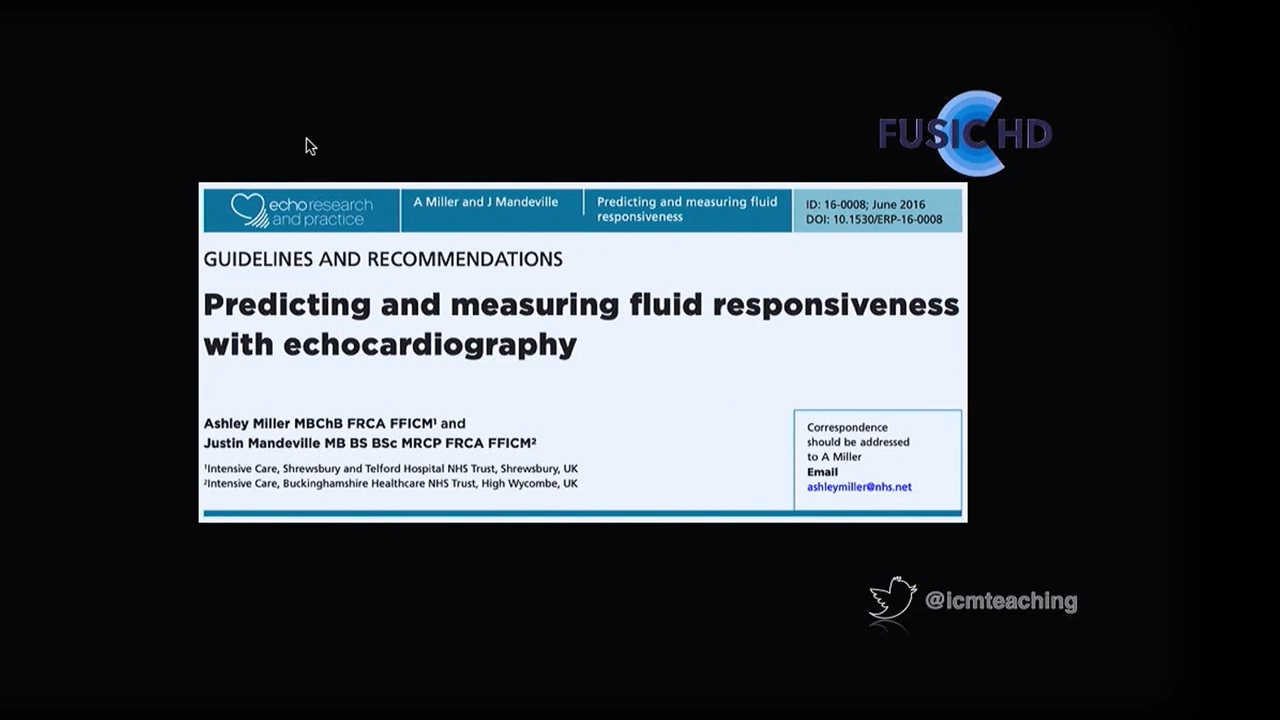 FUSIC HD
echo research
and practice
A Miller and J Mandeville
Predicting and measuring fluid
responsiveness
ID: 16-0008; June 2016
DOI: 10.1530/ERP-16-0008
GUIDELINES AND RECOMMENDATIONS
Predicting and measuring fluid responsiveness
with echocardiography
Ashley Miller MBChB FRCA FFICM¹ and
Justin Mandeville MB BS BSc MRCP FRCA FFICM²
¹Intensive Care, Shrewsbury and Telford Hospital NHS Trust, Shrewsbury, UK
²Intensive Care, Buckinghamshire Healthcare NHS Trust, High Wycombe, UK
Correspondence
should be addressed
to A Miller
Email
ashleymiller@nhs.net
@icmteaching